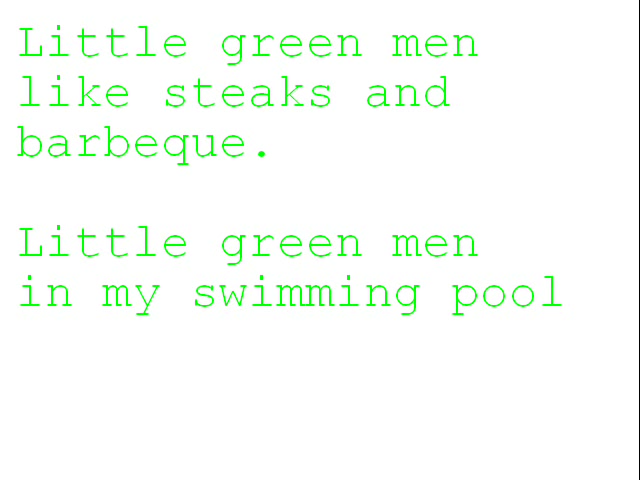 Little green men
like steaks and
barbeque.
Little green men
in my swimming pool